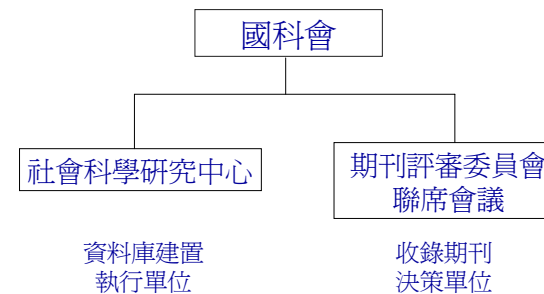 國科會
社會科學研究中心
期刊評審委員會
聯席會議
資料庫建置
執行單位
收錄期刊
決策單位